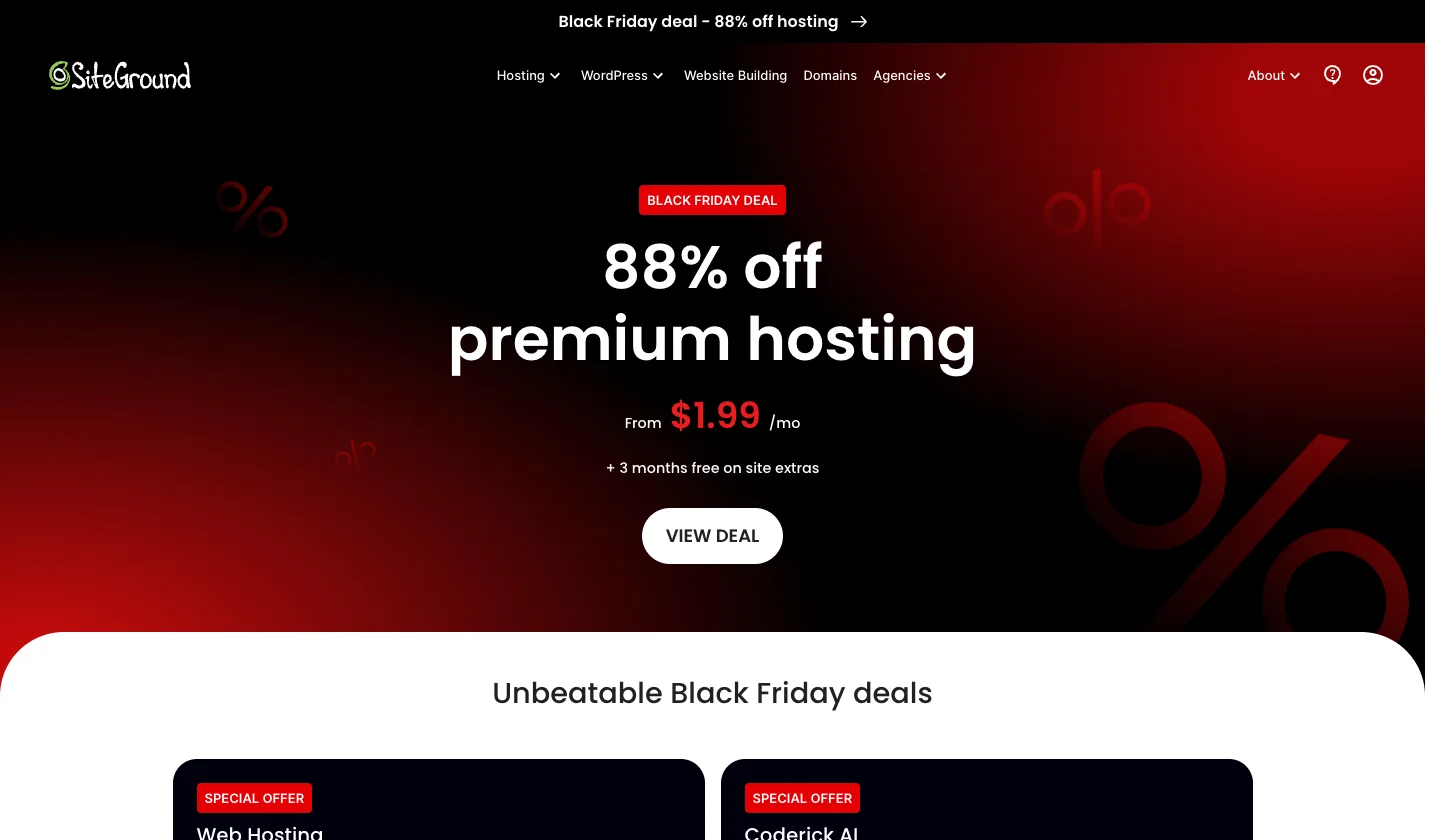 Black Friday deal - 88% off hosting →
SiteGround
Hosting
WordPress
Website Building
Domains
Agencies
About
BLACK FRIDAY DEAL
88% off
premium hosting
From $1.99 /mo
+ 3 months free on site extras
VIEW DEAL
Unbeatable Black Friday deals
SPECIAL OFFER
Web Hosting
SPECIAL OFFER
Coderick AI